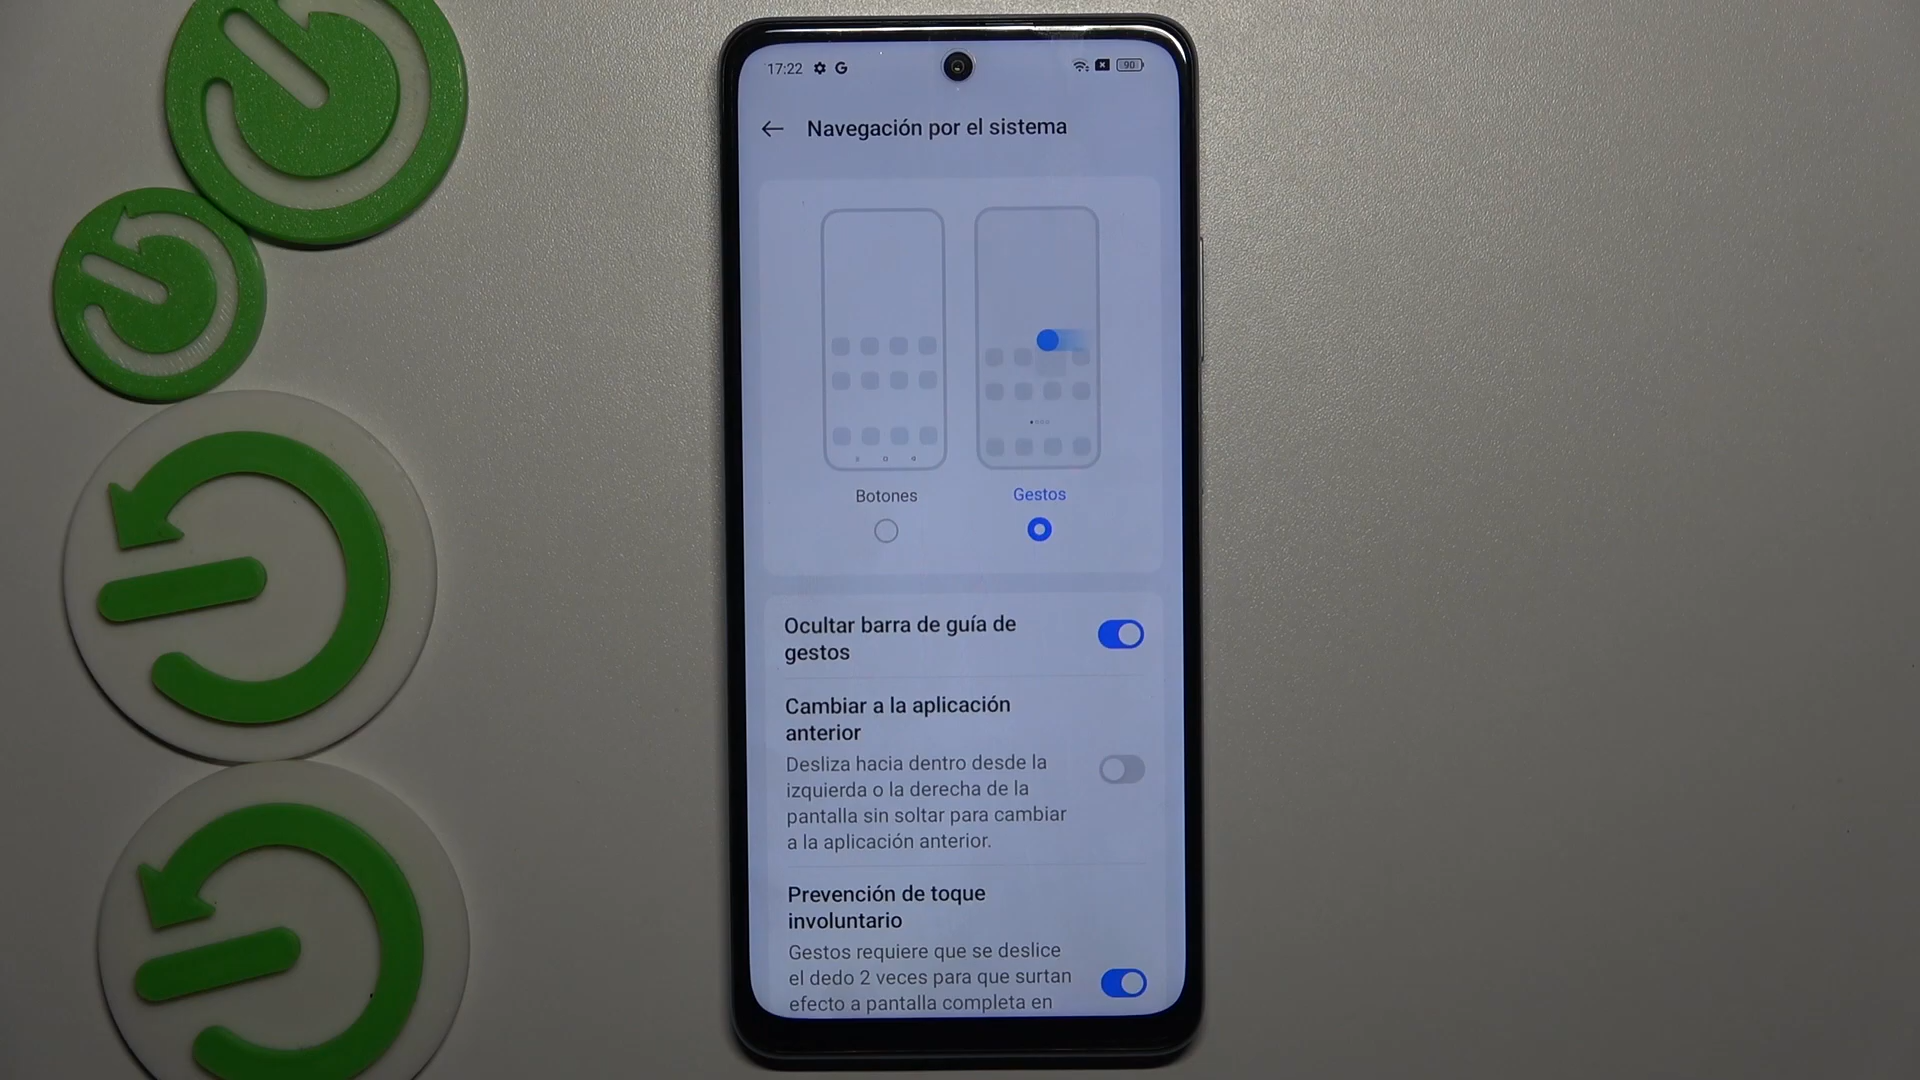 17:22 G 90
Navegación por el sistema
Botones Gestos
Ocultar barra de guía de
gestos
Cambiar a la aplicación
anterior
Desliza hacia dentro desde la
izquierda o la derecha de la
pantalla sin soltar para cambiar
a la aplicación anterior.
Prevención de toque
involuntario
Gestos requiere que se deslice
el dedo 2 veces para que surtan
efecto a pantalla completa en